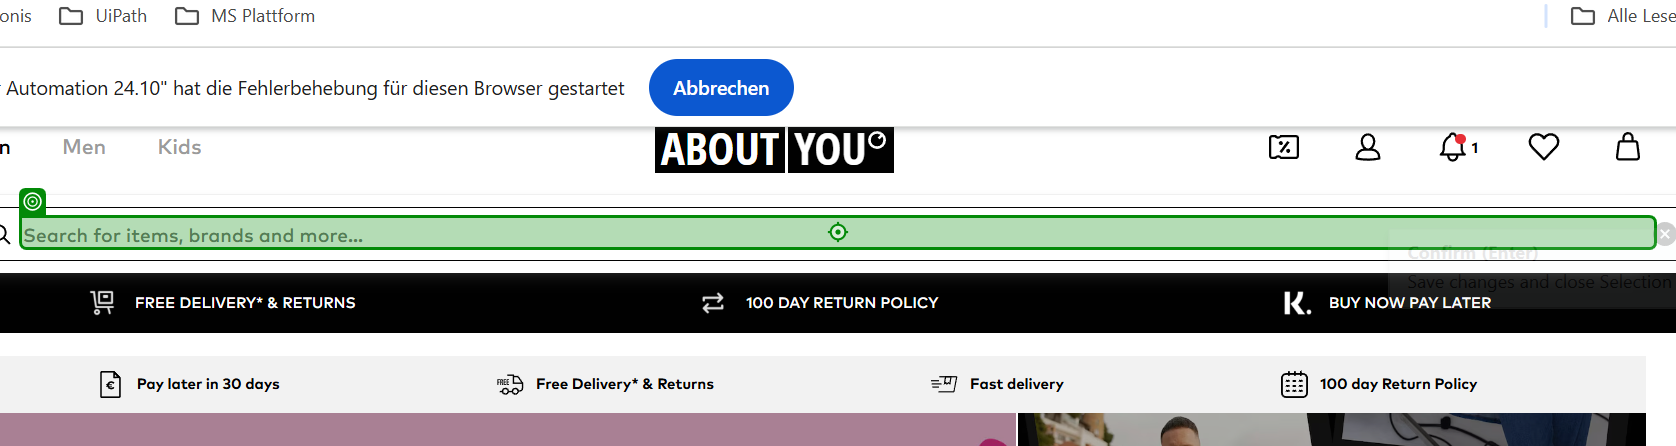 onis UiPath MS Plattform Alle Lese
Automation 24.10" hat die Fehlerbehebung für diesen Browser gestartet Abbrechen
n Men Kids ABOUT YOU 1
Search for items, brands and more...
Confirm (Enter)
Save changes and close Selection
FREE DELIVERY* & RETURNS 100 DAY RETURN POLICY K. BUY NOW PAY LATER
Pay later in 30 days FREE Free Delivery* & Returns Fast delivery 100 day Return Policy